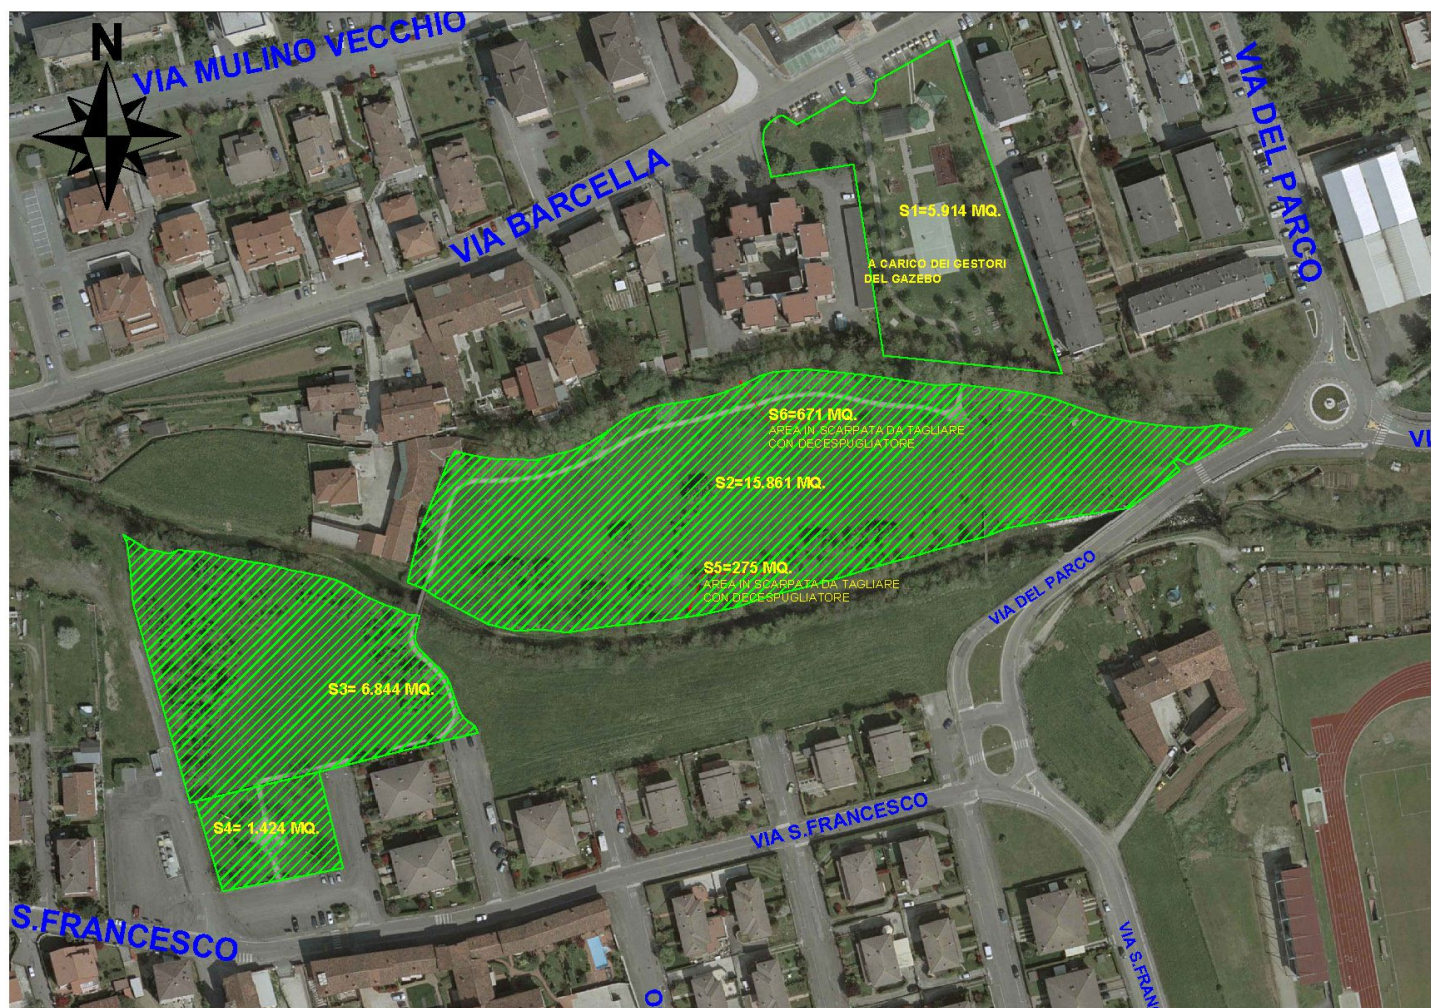 N
VIA MULINO VECCHIO
VIA BARCELLA
VIA DEL PARCO
S1=5.914 MQ.
A CARICO DEI GESTORI
DEL GAZEBO
S6=671 MQ.
AREA IN SCARPATA DA TAGLIARE
CON DECESPUGLIATORE
S2=15.861 MQ.
S5=275 MQ.
AREA IN SCARPATA DA TAGLIARE
CON DECESPUGLIATORE
VIA DEL PARCO
S3= 6.844 MQ.
S4= 1.424 MQ.
VIA S.FRANCESCO
S.FRANCESCO
VIA S.FRAN
O